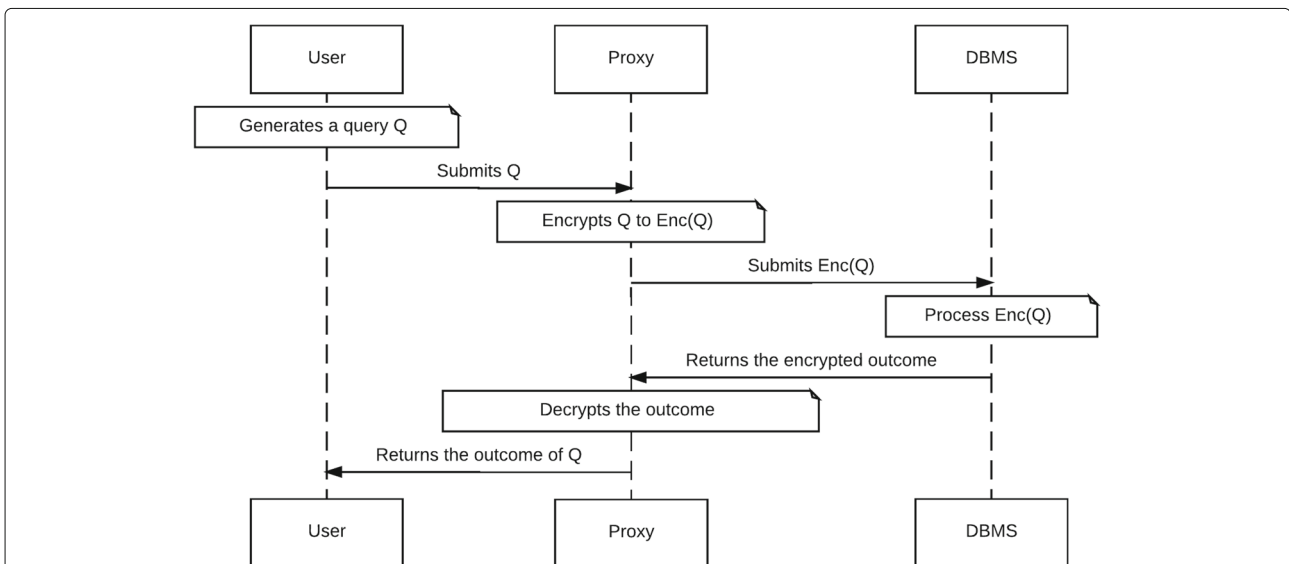 User
Proxy
DBMS
Generates a query Q
Submits Q
Encrypts Q to Enc(Q)
Submits Enc(Q)
Process Enc(Q)
Returns the encrypted outcome
Decrypts the outcome
Returns the outcome of Q
User
Proxy
DBMS